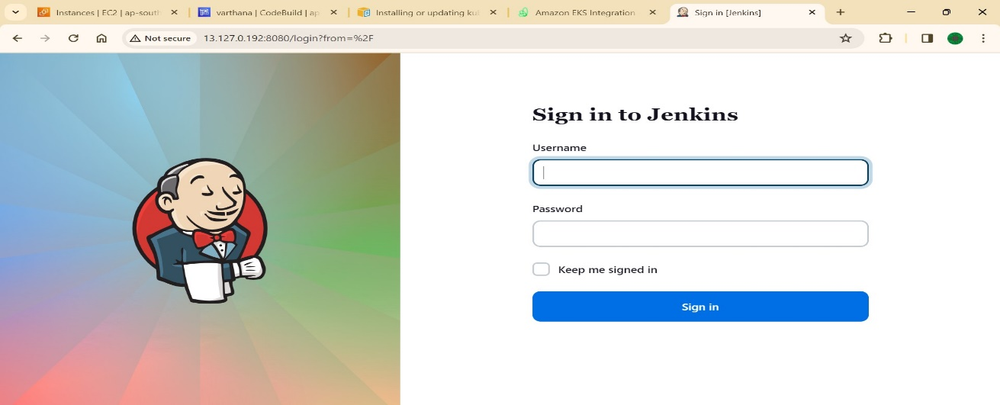 Instances | EC2 | ap-south
varthana | CodeBuild | ap
Installing or updating kul
Amazon EKS Integration
Sign in [Jenkins]
Not secure
13.127.0.192:8080/login?from=%2F
Sign in to Jenkins
Username
Password
Keep me signed in
Sign in